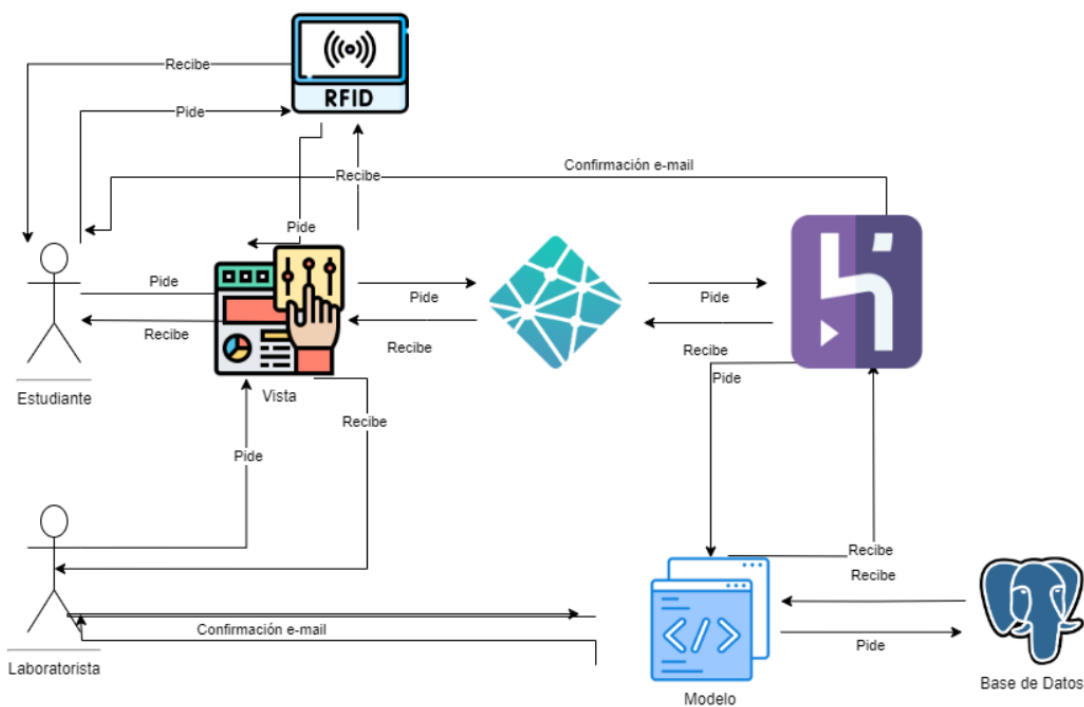 RFID
Recibe
Pide
Confirmación e-mail
Recibe
Pide
Pide
Pide
Pide
Recibe
Recibe
Recibe
Pide
Estudiante
Vista
Recibe
Pide
Recibe
Recibe
Confirmación e-mail
Pide
Laboratorista
Modelo
Base de Datos